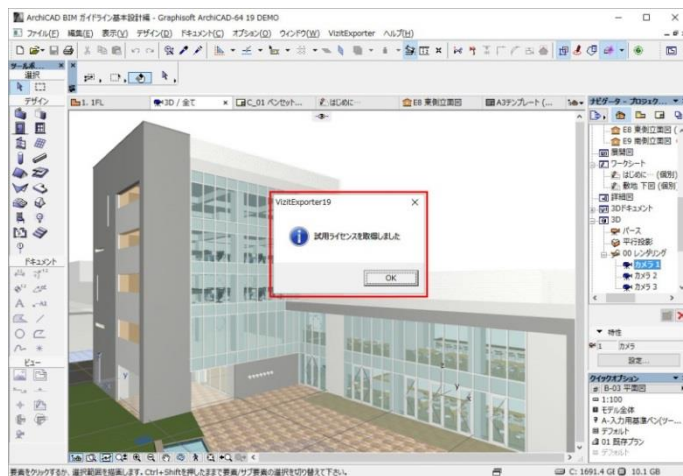 ArchiCAD BIM ガイドライン基本設計編 - Graphisoft ArchiCAD-64 19 DEMO
ファイル(F) 編集(E) 表示(V) デザイン(D) ドキュメント(C) オプション(O) ウィンドウ(W) VizitExporter ヘルプ(H)
ツールボ...
選択
デザイン
ドキュメント
ビュー
1. 1FL
3D / 全て
C_01 ペンセット...
はじめに...
E8 東側立面図
A3テンプレート (...
VizitExporter19
試用ライセンスを取得しました
OK
ナビゲータ - プロジェク...
E8 東側立面図 (
E9 南側立面図
展開図
ワークシート
はじめに... (個別)
敷地 下図 (個別)
詳細図
3Dドキュメント
3D
パース
平行投影
00 レンダリング
カメラ 1
カメラ 2
カメラ 3
特性
1 カメラ
設定...
クイックオプション
B-03 平面図
1:100
モデル全体
A-入力用基準ペン(ツー...
デフォルト
01 既存プラン
デフォルト
要素をクリックするか、選択範囲を描画します。Ctrl+Shiftを押したままで要素/サブ要素の選択を切り替えて下さい。
C: 1691.4 GI 10.1 GB